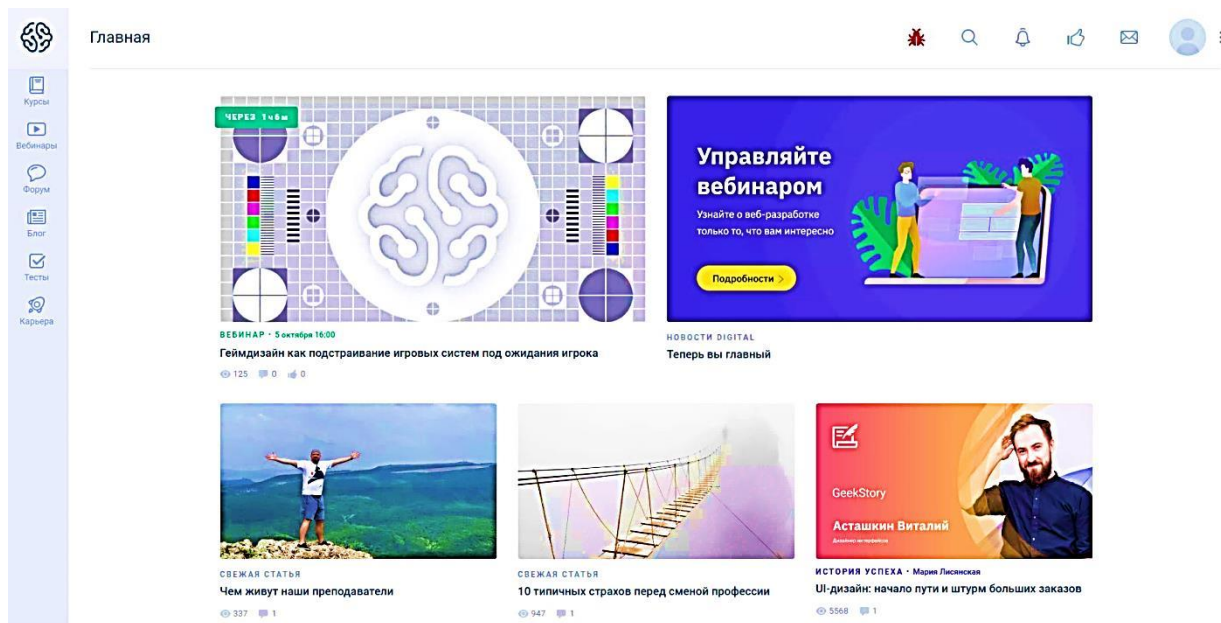 Главная
Курсы
Вебинары
Форум
Блог
Тесты
Карьера
ЧЕРЕЗ 1ч6м
Управляйте
вебинаром
Узнайте о веб-разработке
только то, что вам интересно
Подробности >
ВЕБИНАР · 5 октября 16:00
Геймдизайн как подстраивание игровых систем под ожидания игрока
125 0 0
НОВОСТИ DIGITAL
Теперь вы главный
GeekStory
Асташкин Виталий
Дизайнер интерфейсов
СВЕЖАЯ СТАТЬЯ
Чем живут наши преподаватели
337 1
СВЕЖАЯ СТАТЬЯ
10 типичных страхов перед сменой профессии
947 1
ИСТОРИЯ УСПЕХА · Мария Лисянская
UI-дизайн: начало пути и штурм больших заказов
5568 1